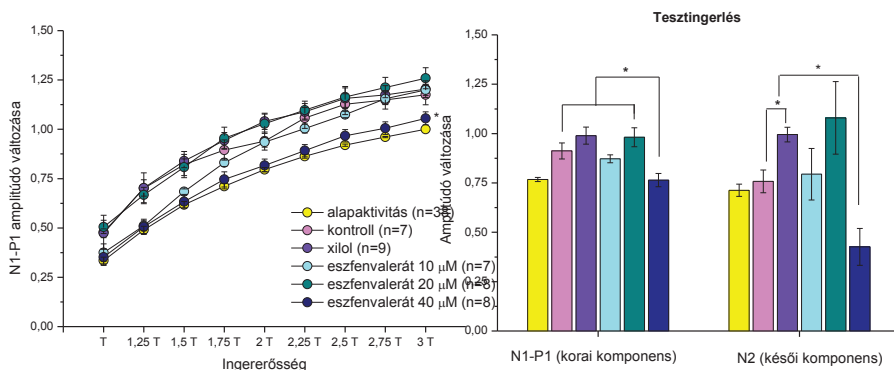 1,50
1,25
1,00
0,75
0,50
0,25
0,00
N1-P1 amplitúdó változása
T 1,25 T 1,5 T 1,75 T 2 T 2,25 T 2,5 T 2,75 T 3 T
Ingererősség
*
alapaktivitás (n=38)
kontroll (n=7)
xilol (n=9)
eszfenvalerát 10 µM (n=7)
eszfenvalerát 20 µM (n=8)
eszfenvalerát 40 µM (n=8)
Tesztingerlés
1,50
1,25
1,00
0,75
0,50
0,25
0,00
Amplitúdó változása
*
*
*
N1-P1 (korai komponens) N2 (késői komponens)